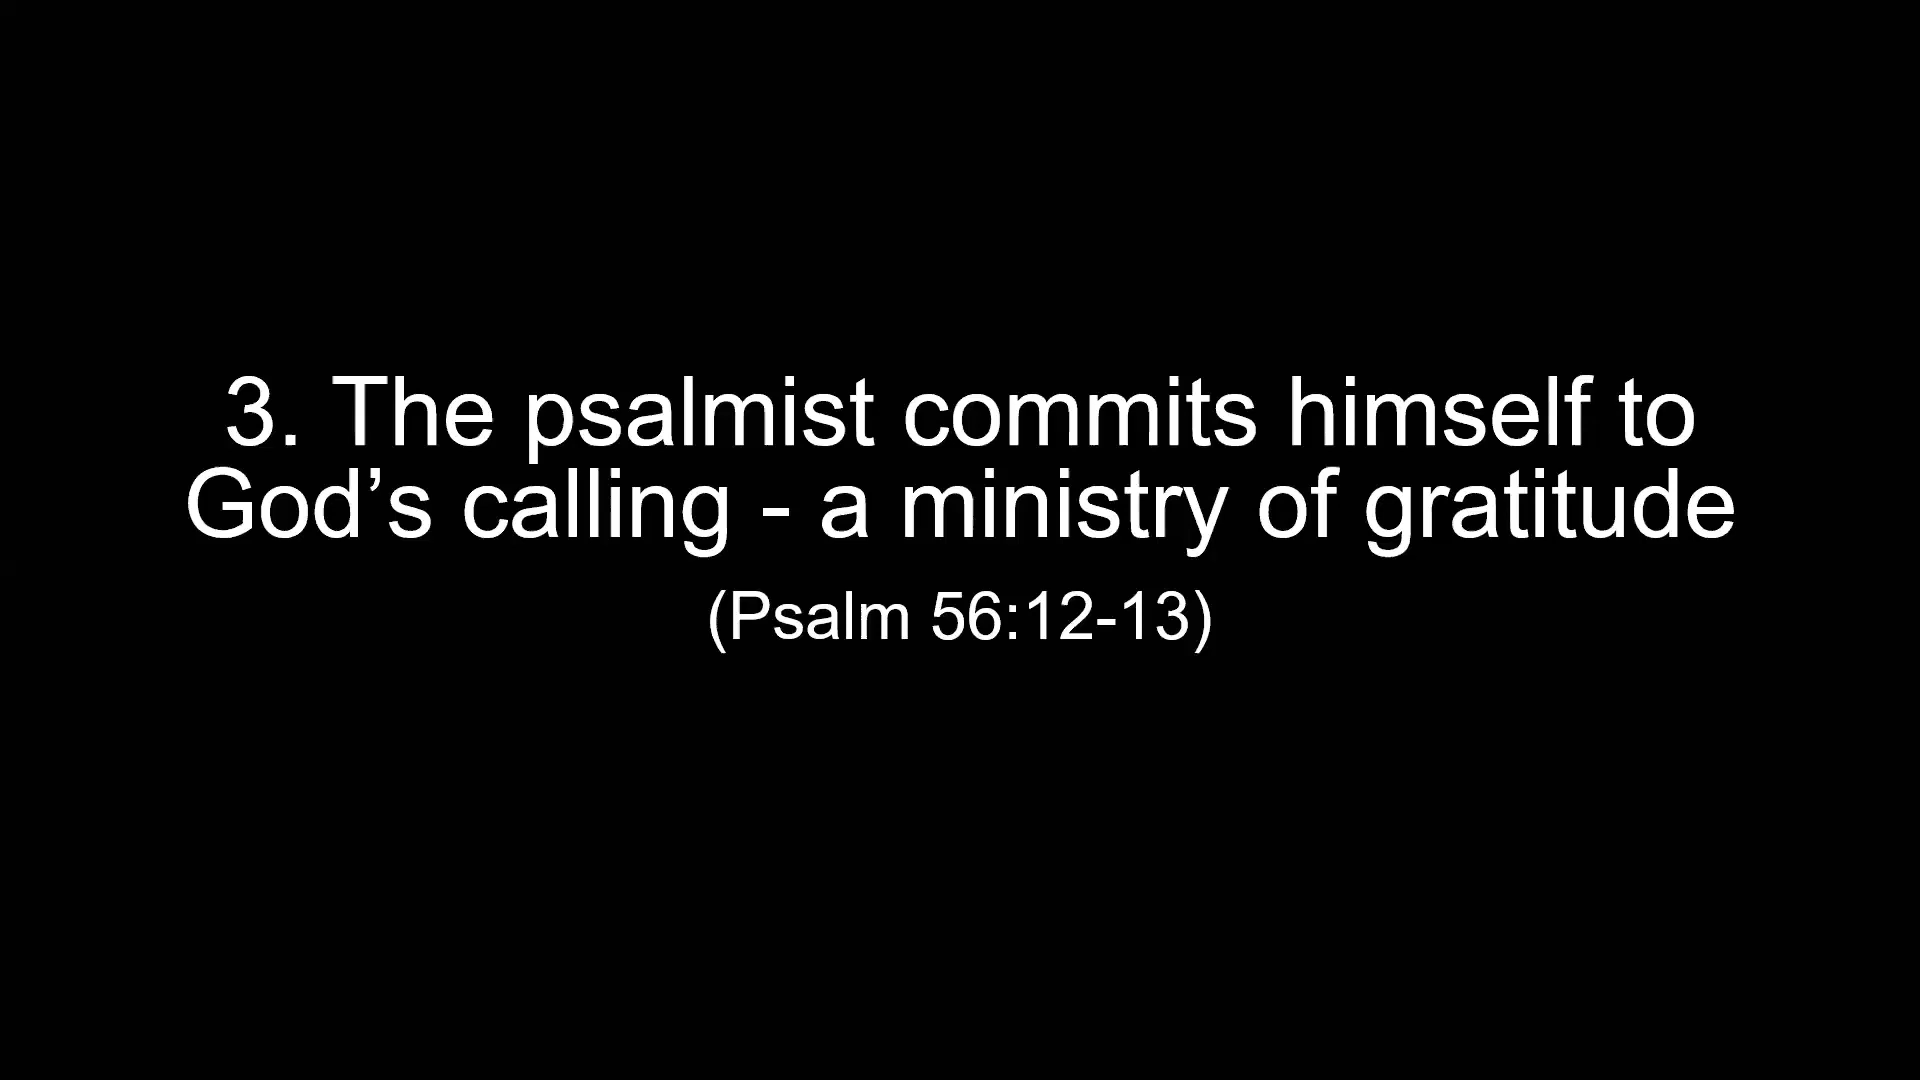 3. The psalmist commits himself to
God’s calling - a ministry of gratitude
(Psalm 56:12-13)